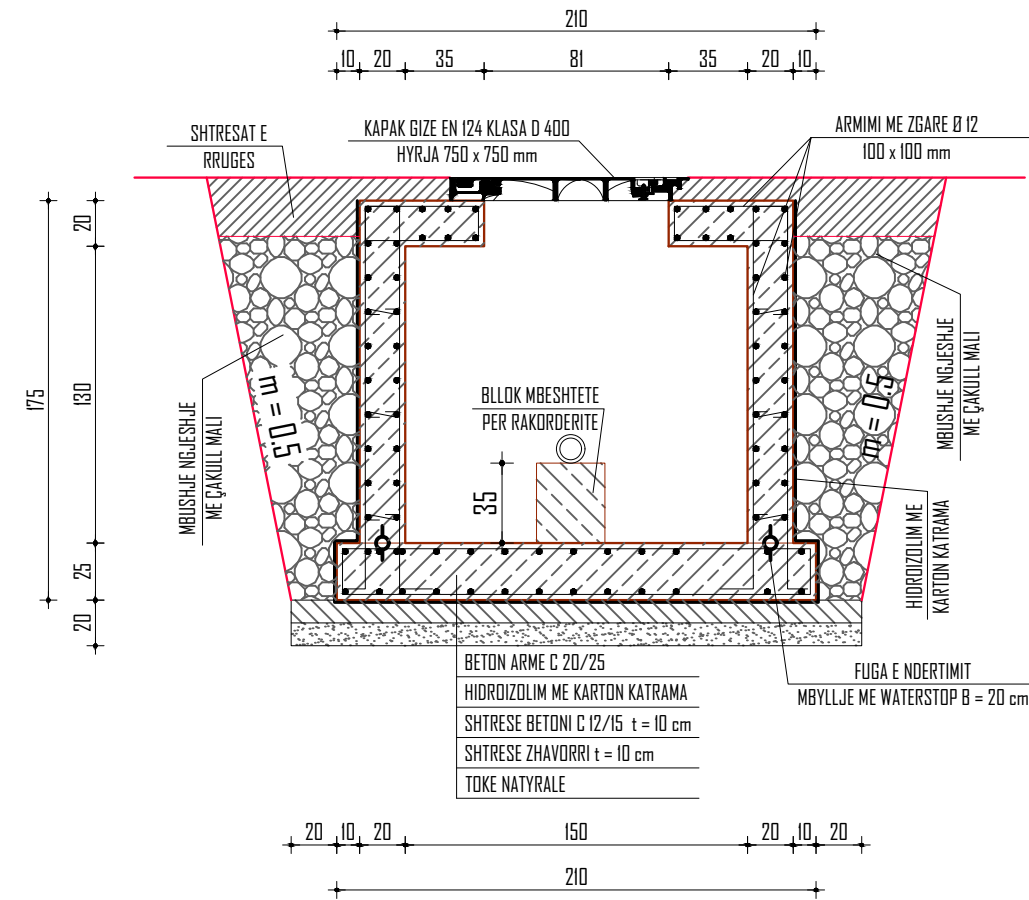 210
10 20 35 81 35 20 10
SHTRESAT E
RRUGES
KAPAK GIZE EN 124 KLASA D 400
HYRJA 750 x 750 mm
ARMIMI ME ZGARE Ø 12
100 x 100 mm
175
20
130
25
20
MBUSHJE NGJESHJE
ME ÇAKULL MALI
m = 0.5
BLLOK MBESHTETE
PER RAKORDERITE
35
m = 0.5
MBUSHJE NGJESHJE
ME ÇAKULL MALI
HIDROIZOLIM ME
KARTON KATRAMA
FUGA E NDERTIMIT
MBYLLJE ME WATERSTOP B = 20 cm
BETON ARME C 20/25
HIDROIZOLIM ME KARTON KATRAMA
SHTRESE BETONI C 12/15 t = 10 cm
SHTRESE ZHAVORRI t = 10 cm
TOKE NATYRALE
20 10 20 150 20 10 20
210